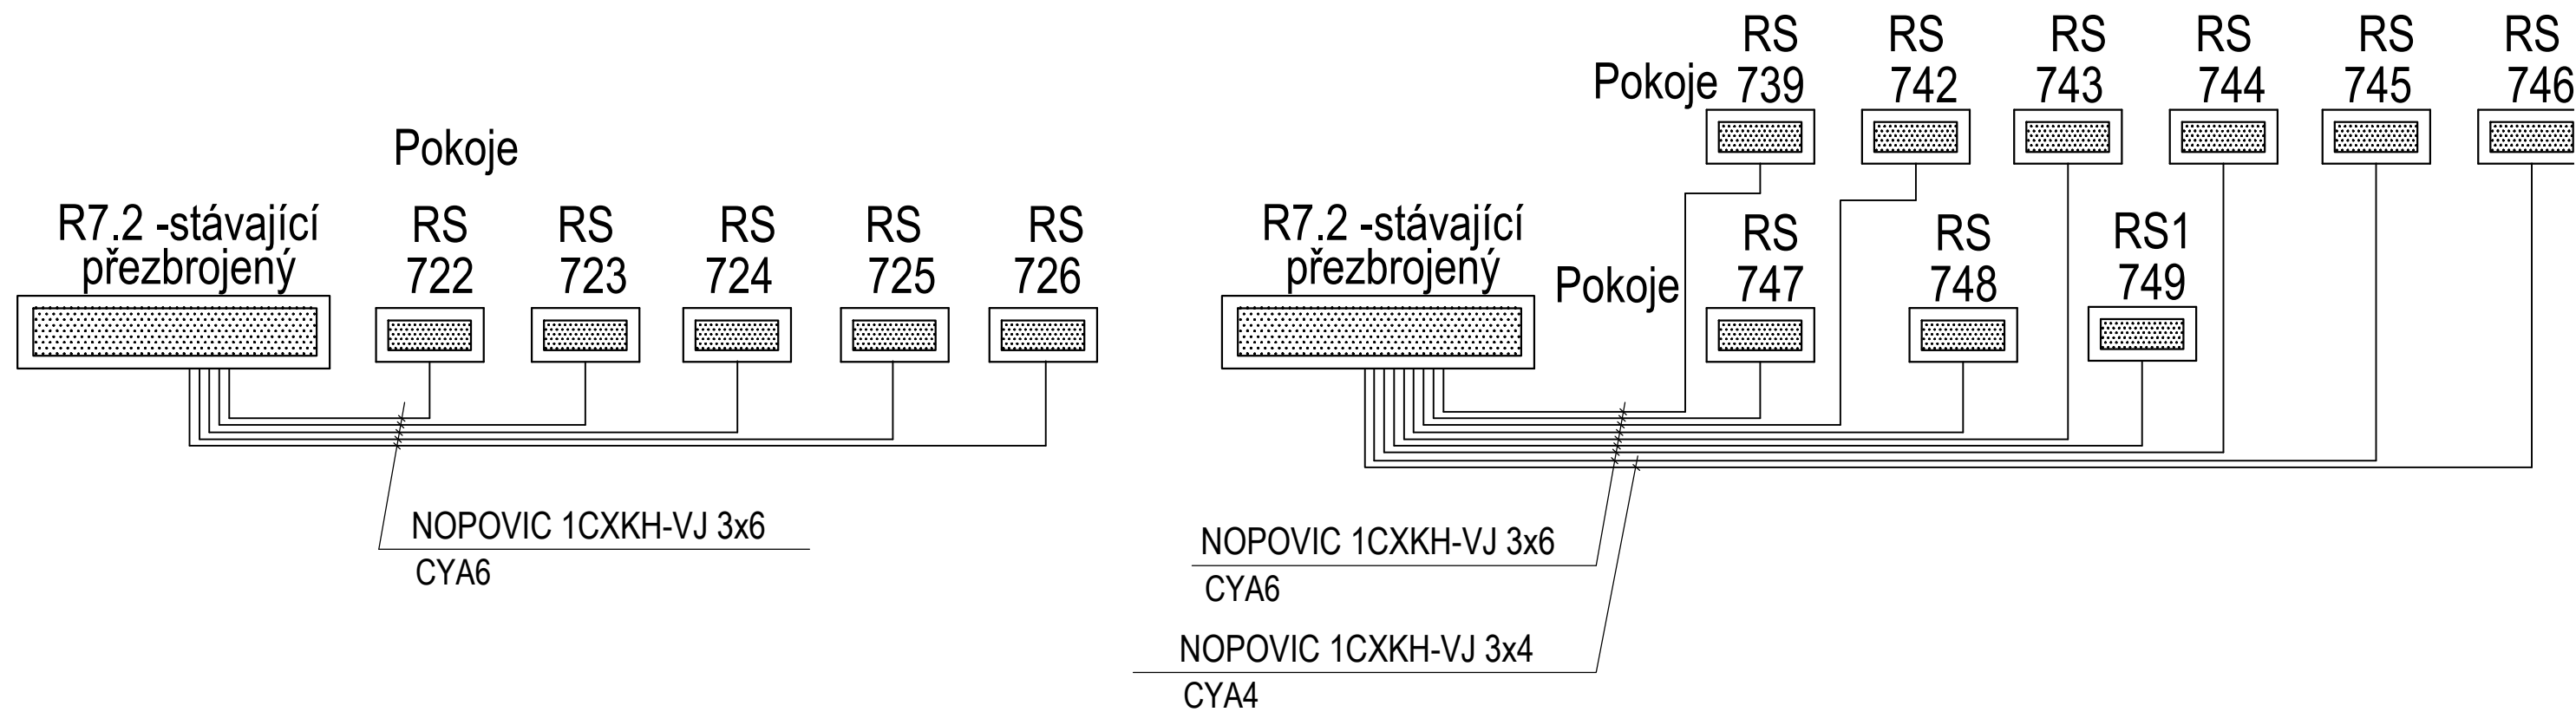 Pokoje
R7.2 -stávající
přezbrojený
RS
722
RS
723
RS
724
RS
725
RS
726
NOPOVIC 1CXKH-VJ 3x6
CYA6
Pokoje
RS
739
RS
742
RS
743
RS
744
RS
745
RS
746
R7.2 -stávající
přezbrojený
Pokoje
RS
747
RS
748
RS1
749
NOPOVIC 1CXKH-VJ 3x6
CYA6
NOPOVIC 1CXKH-VJ 3x4
CYA4